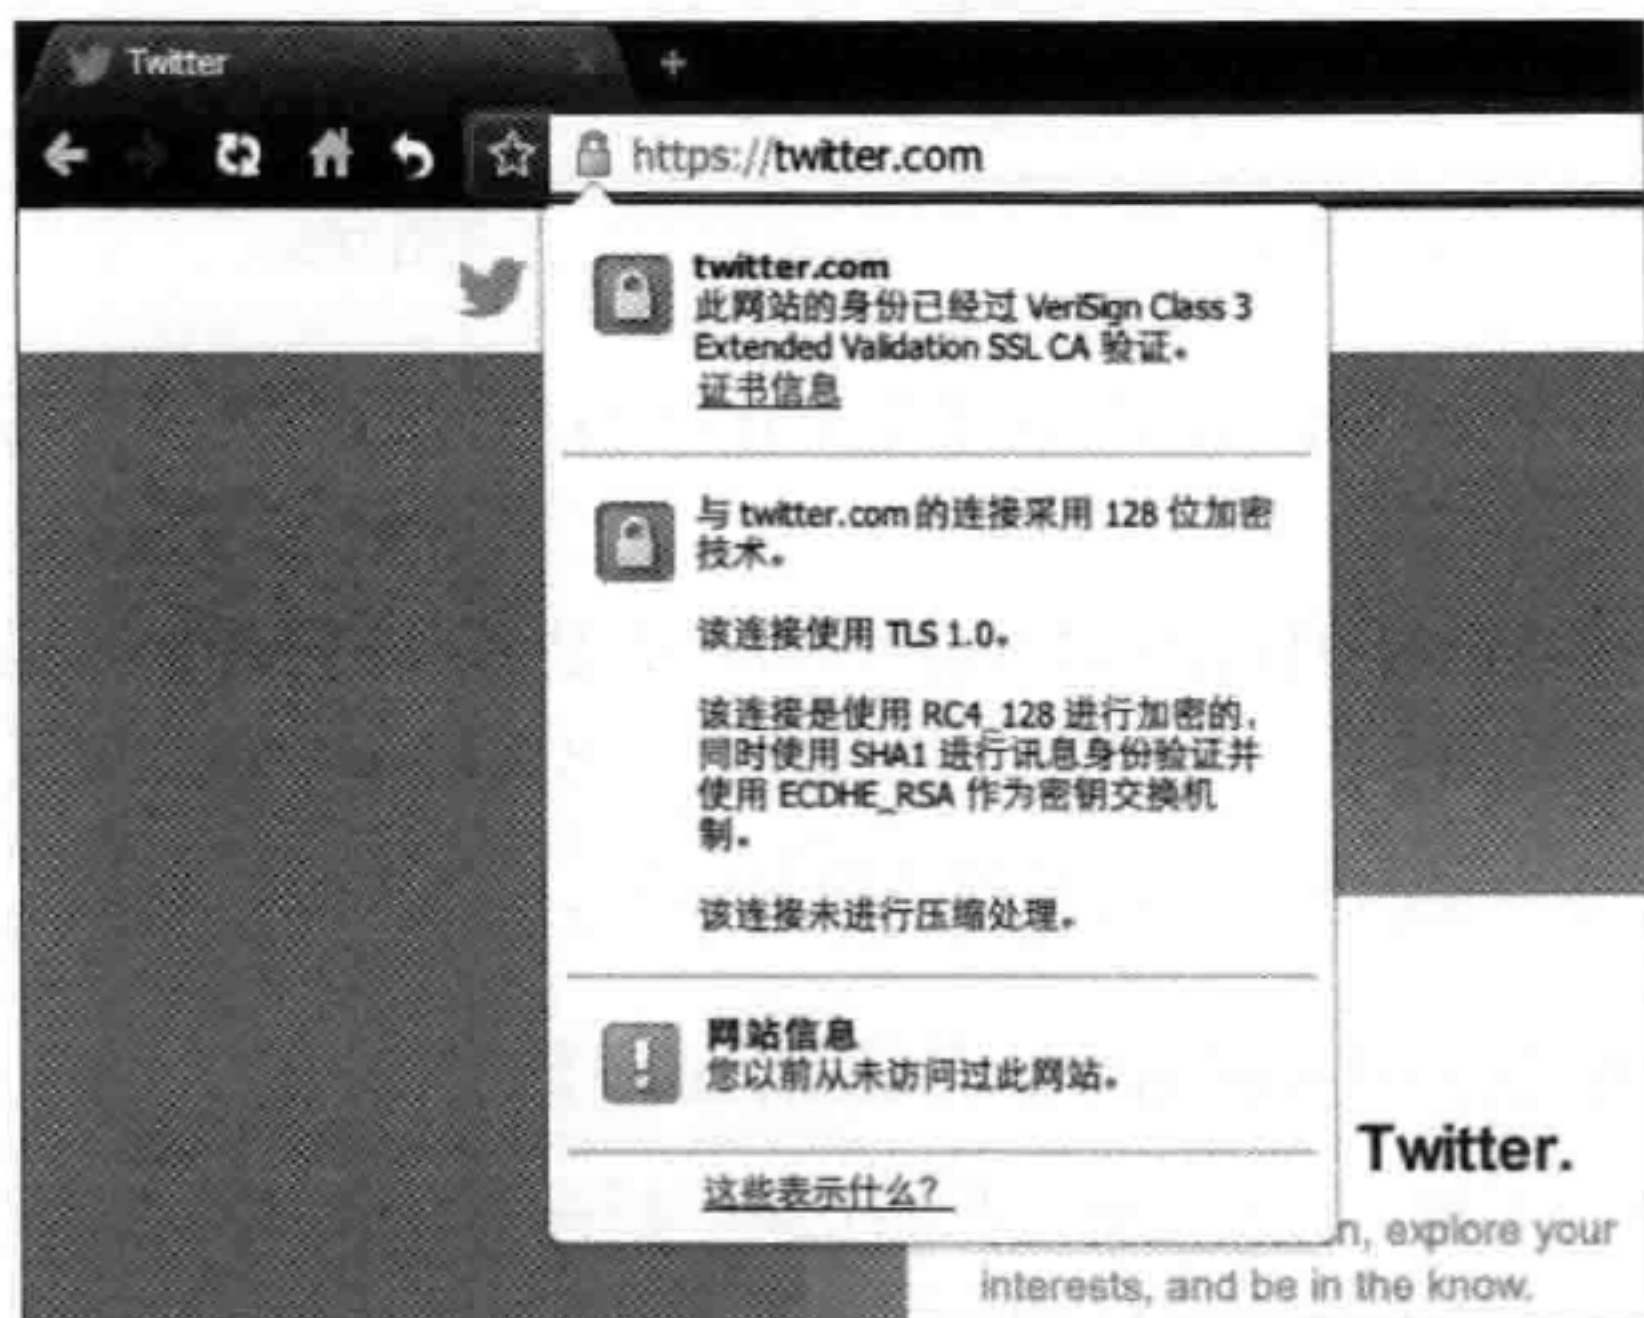 Twitter
https://twitter.com
twitter.com
此网站的身份已经过 VeriSign Class 3
Extended Validation SSL CA 验证。
证书信息
与 twitter.com 的连接采用 128 位加密
技术。
该连接使用 TLS 1.0。
该连接是使用 RC4_128 进行加密的,
同时使用 SHA1 进行讯息身份验证并
使用 ECDHE_RSA 作为密钥交换机
制。
该连接未进行压缩处理。
网站信息
您以前从未访问过此网站。
这些表示什么?
Twitter.
n, explore your
interests, and be in the know.